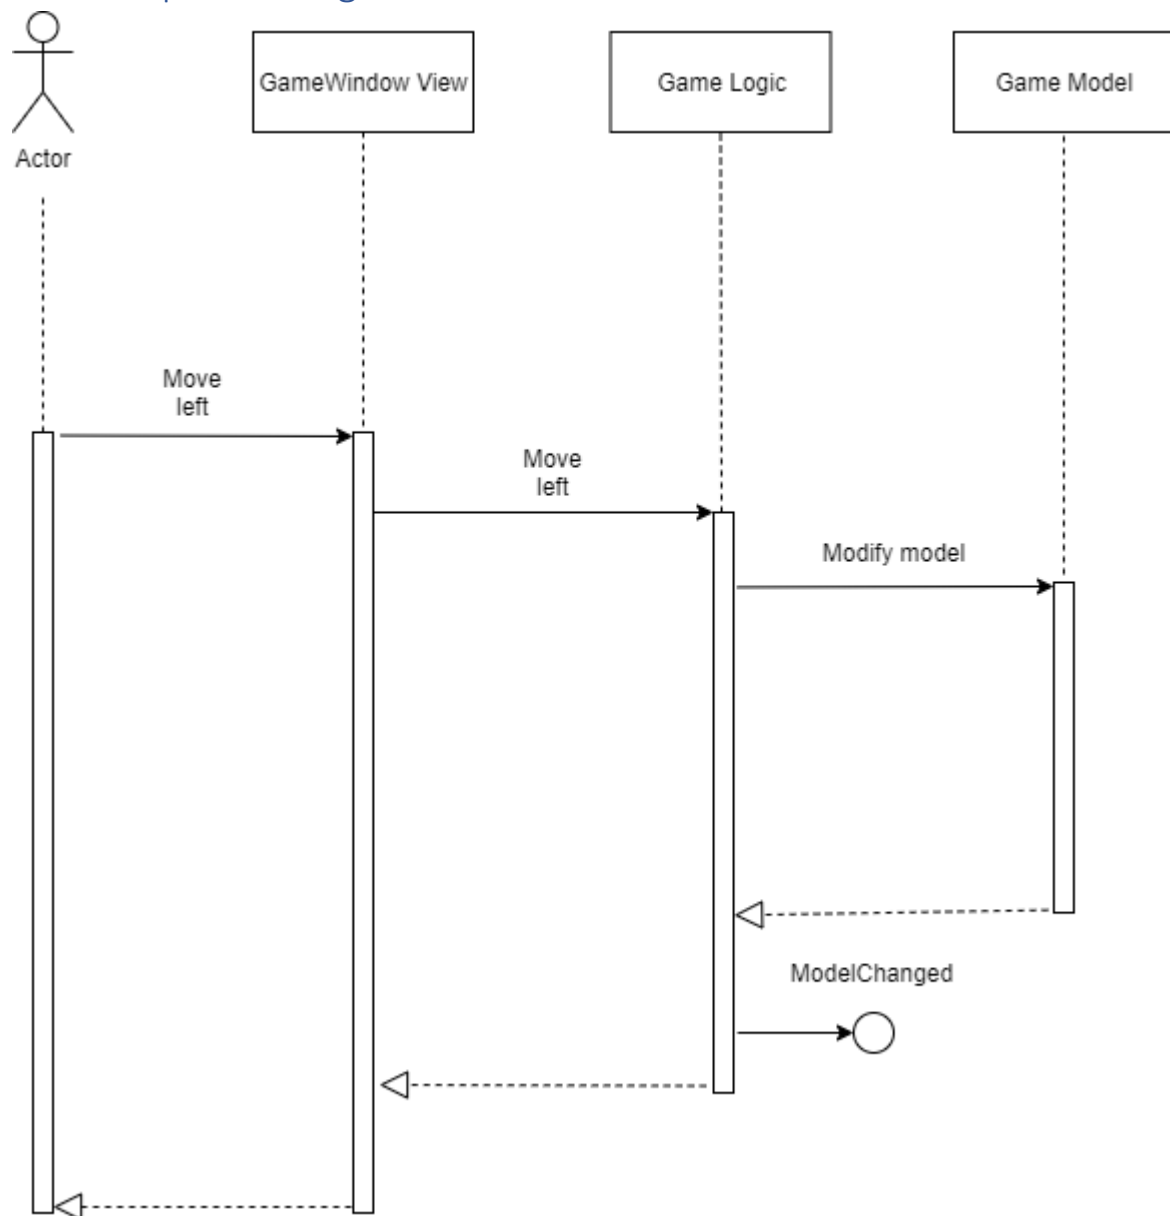 GameWindow View
Game Logic
Game Model
Actor
Move
left
Move
left
Modify model
ModelChanged